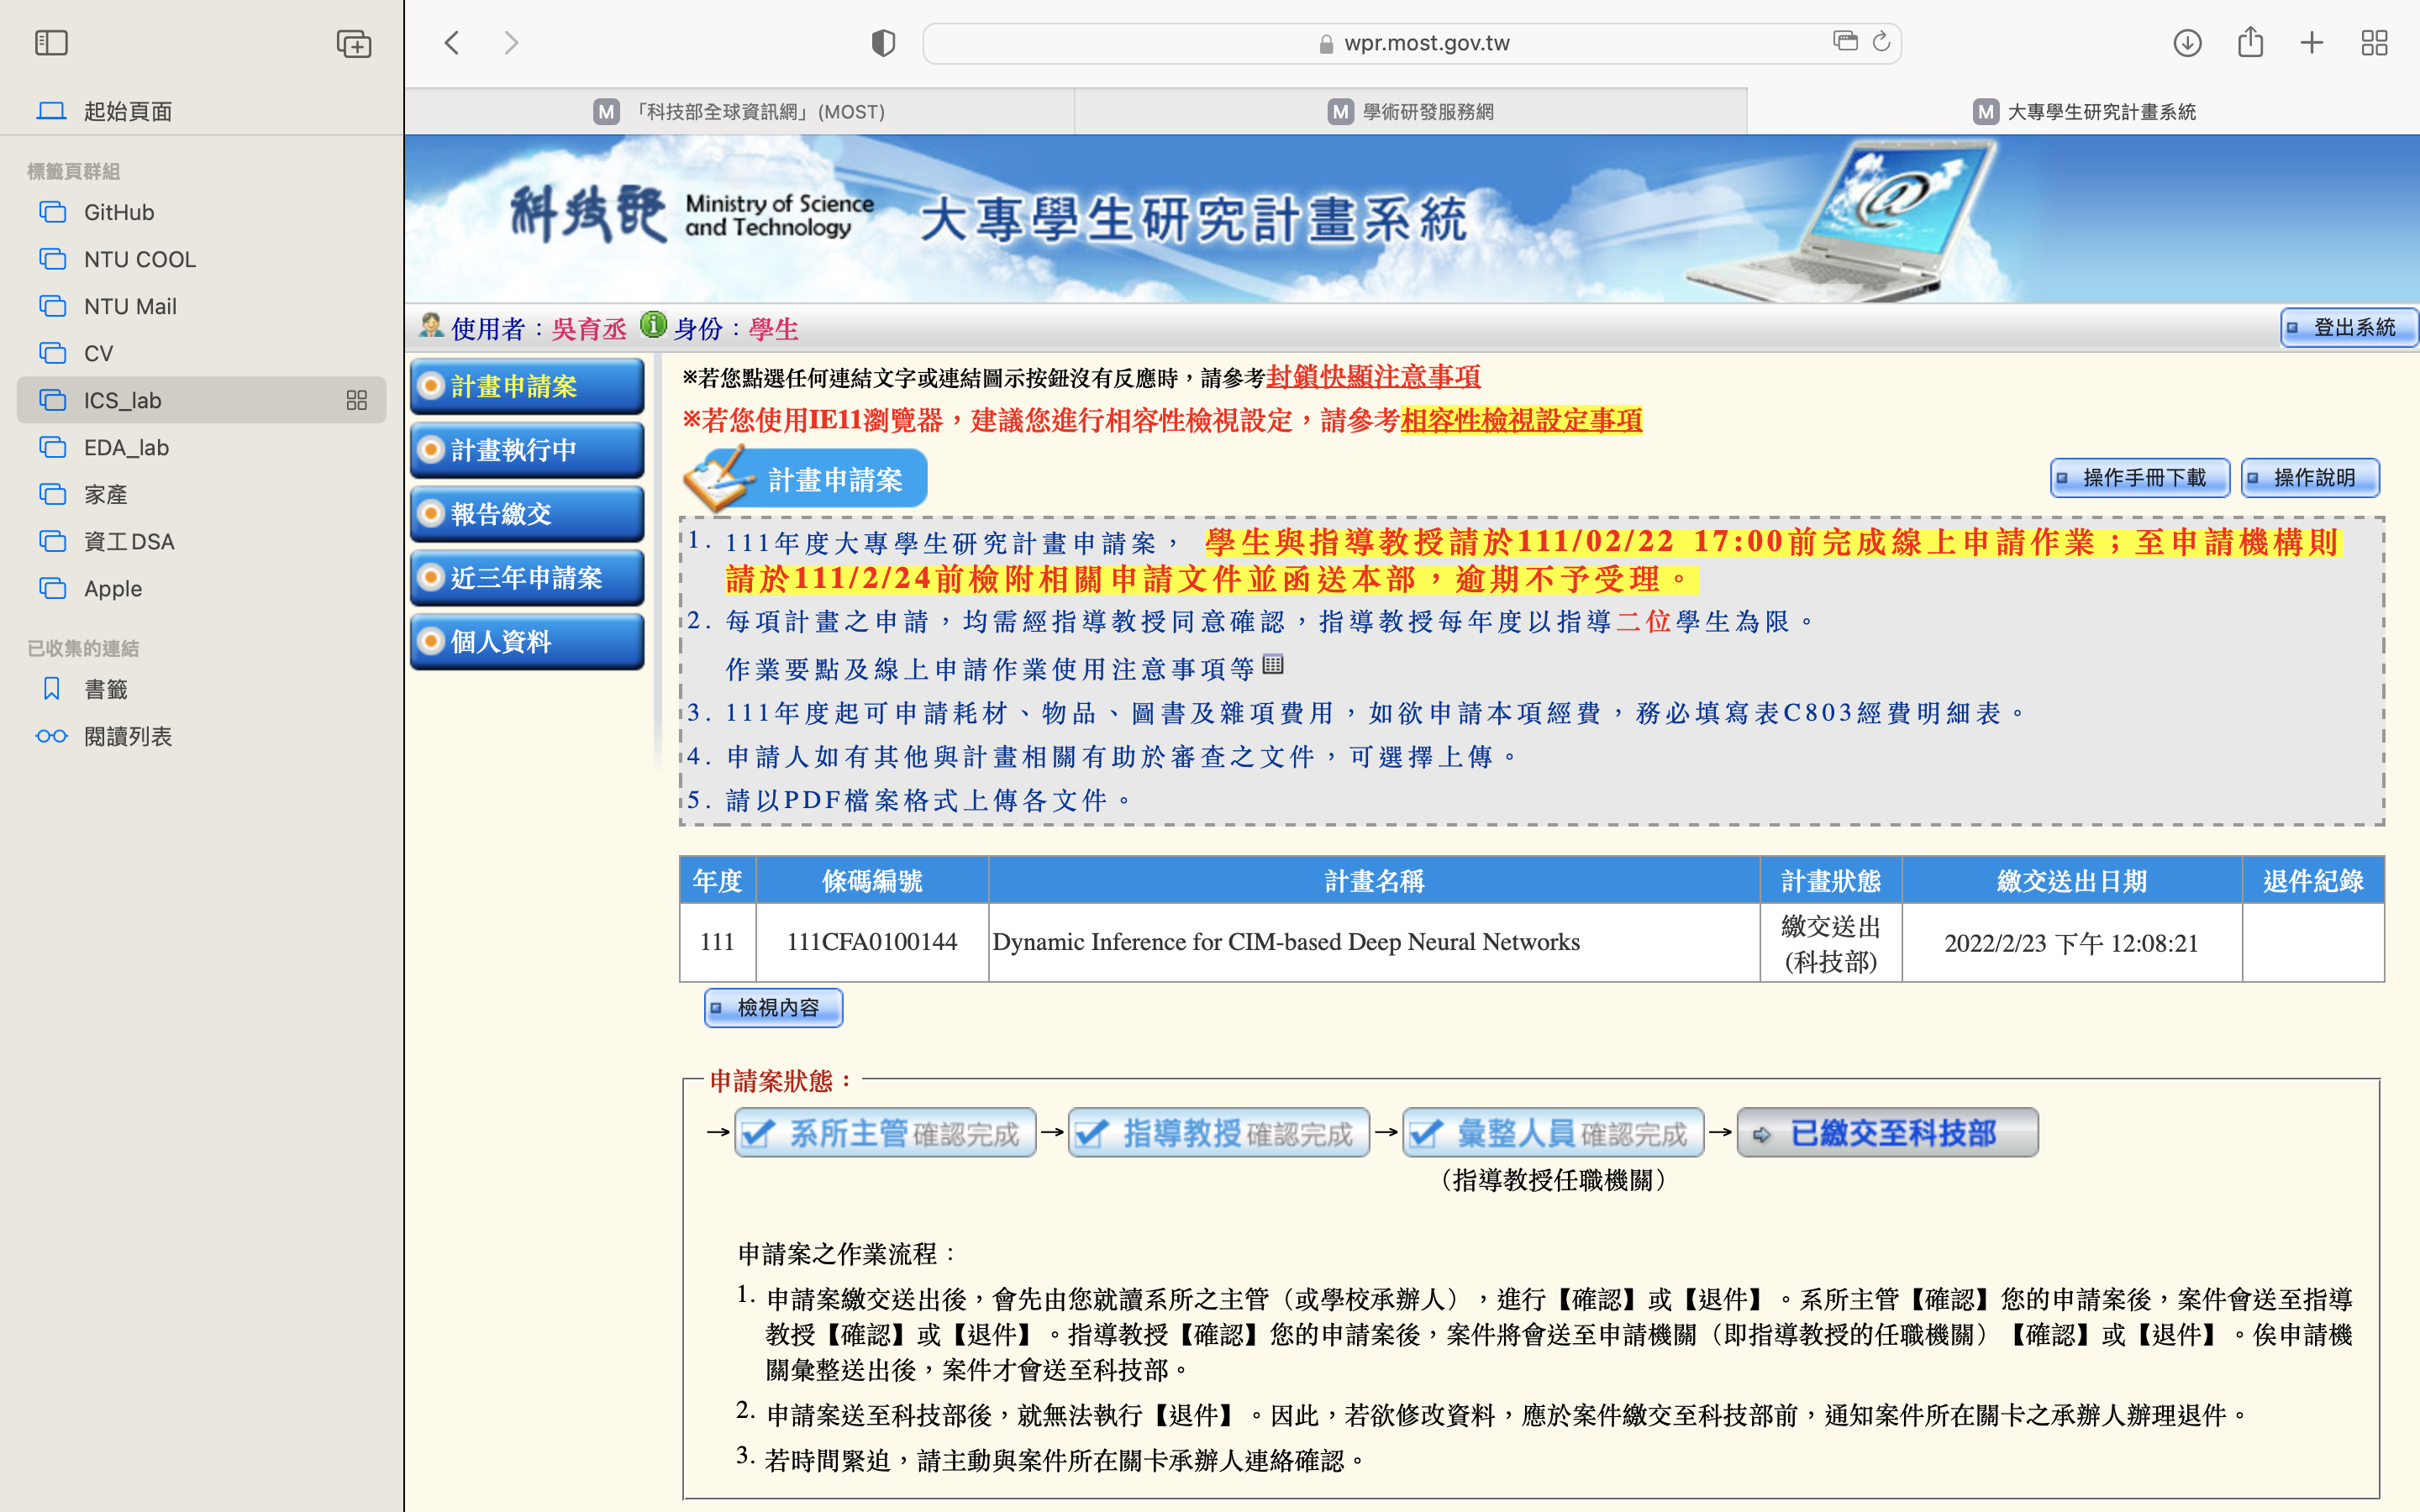 wpr.most.gov.tw
起始頁面
標籤頁群組
GitHub
NTU COOL
NTU Mail
CV
ICS_lab
EDA_lab
家產
資工DSA
Apple
已收集的連結
書籤
閱讀列表
M 「科技部全球資訊網」(MOST)
M 學術研發服務網
M 大專學生研究計畫系統
科技部 Ministry of Science and Technology 大專學生研究計畫系統
使用者：吳育丞 身份：學生
登出系統
計畫申請案
計畫執行中
報告繳交
近三年申請案
個人資料
※若您點選任何連結文字或連結圖示按鈕沒有反應時，請參考封鎖快顯注意事項
※若您使用IE11瀏覽器，建議您進行相容性檢視設定，請參考相容性檢視設定事項
計畫申請案
操作手冊下載 操作說明
1. 111年度大專學生研究計畫申請案， 學生與指導教授請於111/02/22 17:00前完成線上申請作業；至申請機構則
請於111/2/24前檢附相關申請文件並函送本部，逾期不予受理。
2. 每項計畫之申請，均需經指導教授同意確認，指導教授每年度以指導二位學生為限。
作業要點及線上申請作業使用注意事項等
3. 111年度起可申請耗材、物品、圖書及雜項費用，如欲申請本項經費，務必填寫表C803經費明細表。
4. 申請人如有其他與計畫相關有助於審查之文件，可選擇上傳。
5. 請以PDF檔案格式上傳各文件。
年度 條碼編號 計畫名稱 計畫狀態 繳交送出日期 退件紀錄
111 111CFA0100144 Dynamic Inference for CIM-based Deep Neural Networks 繳交送出 (科技部) 2022/2/23 下午 12:08:21
檢視內容
申請案狀態：
→ 系所主管確認完成 → 指導教授確認完成 → 彙整人員確認完成 → 已繳交至科技部
（指導教授任職機關）
申請案之作業流程：
1. 申請案繳交送出後，會先由您就讀系所之主管（或學校承辦人），進行【確認】或【退件】。系所主管【確認】您的申請案後，案件會送至指導
教授【確認】或【退件】。指導教授【確認】您的申請案後，案件將會送至申請機關（即指導教授的任職機關）【確認】或【退件】。俟申請機
關彙整送出後，案件才會送至科技部。
2. 申請案送至科技部後，就無法執行【退件】。因此，若欲修改資料，應於案件繳交至科技部前，通知案件所在關卡之承辦人辦理退件。
3. 若時間緊迫，請主動與案件所在關卡承辦人連絡確認。